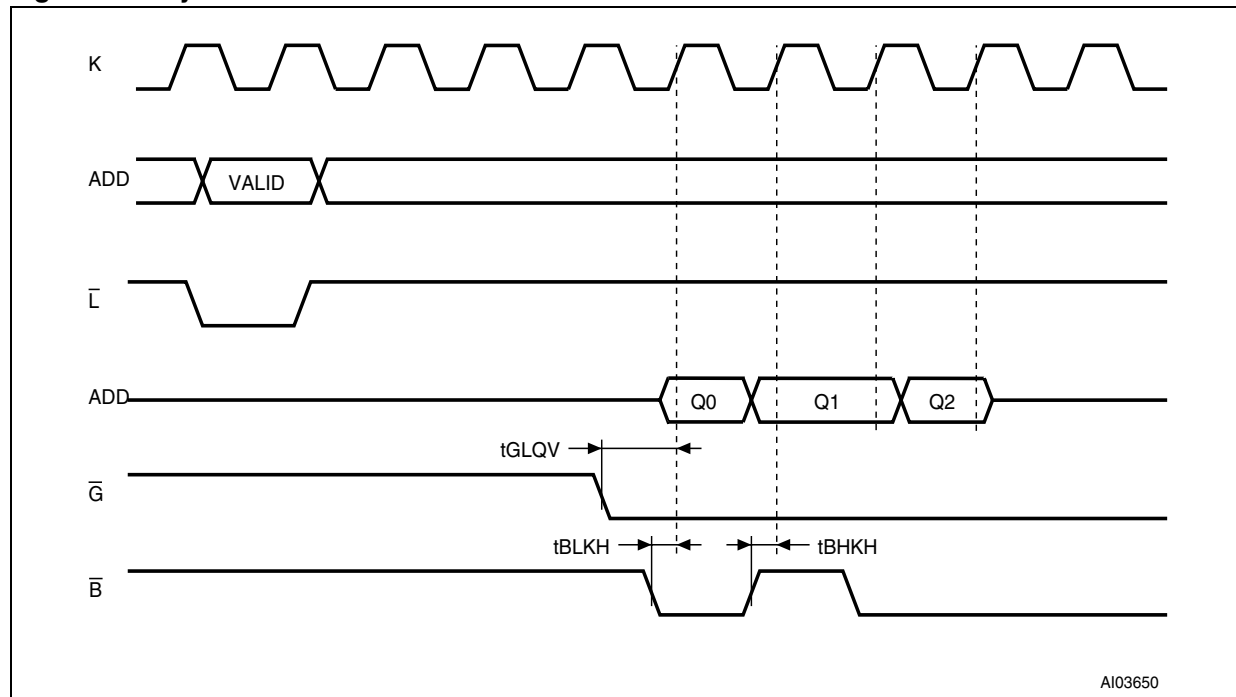 K
ADD
VALID
L̅
ADD
Q0
Q1
Q2
tGLQV
G̅
tBLKH
tBHKH
B̅
AI03650